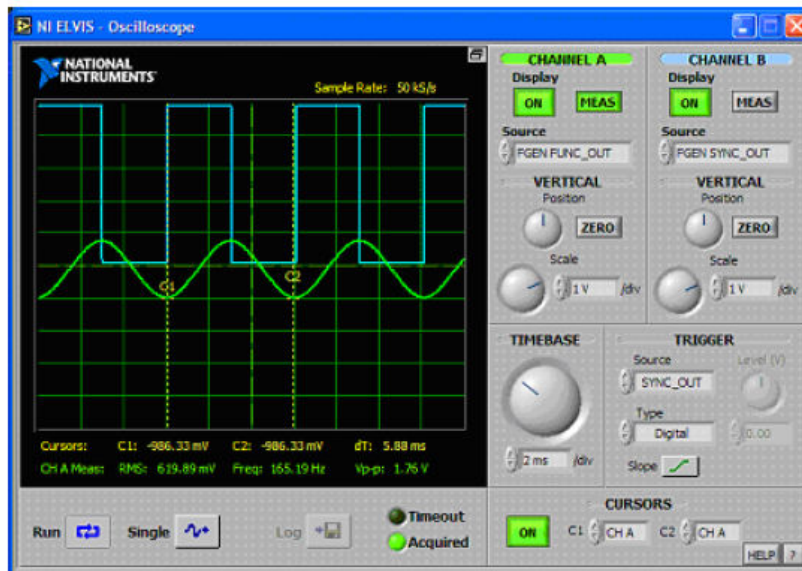 NI ELVIS - Oscilloscope
NATIONAL
INSTRUMENTS
Sample Rate: 50 kS/s
C1
C2
Cursors: C1: -986.33 mV C2: -986.33 mV dT: 5.88 ms
CH A Meas: RMS: 619.89 mV Freq: 165.19 Hz Vp-p: 1.76 V
Run
Single
Log
Timeout
Acquired
CHANNEL A
Display
ON
MEAS
Source
FGEN FUNC_OUT
VERTICAL
Position
ZERO
Scale
1 V /div
CHANNEL B
Display
ON
MEAS
Source
FGEN SYNC_OUT
VERTICAL
Position
ZERO
Scale
1 V /div
TIMEBASE
2 ms /div
TRIGGER
Source
SYNC_OUT
Level (V)
Type
Digital
0.00
Slope
CURSORS
ON
C1 CH A
C2 CH A
HELP
?